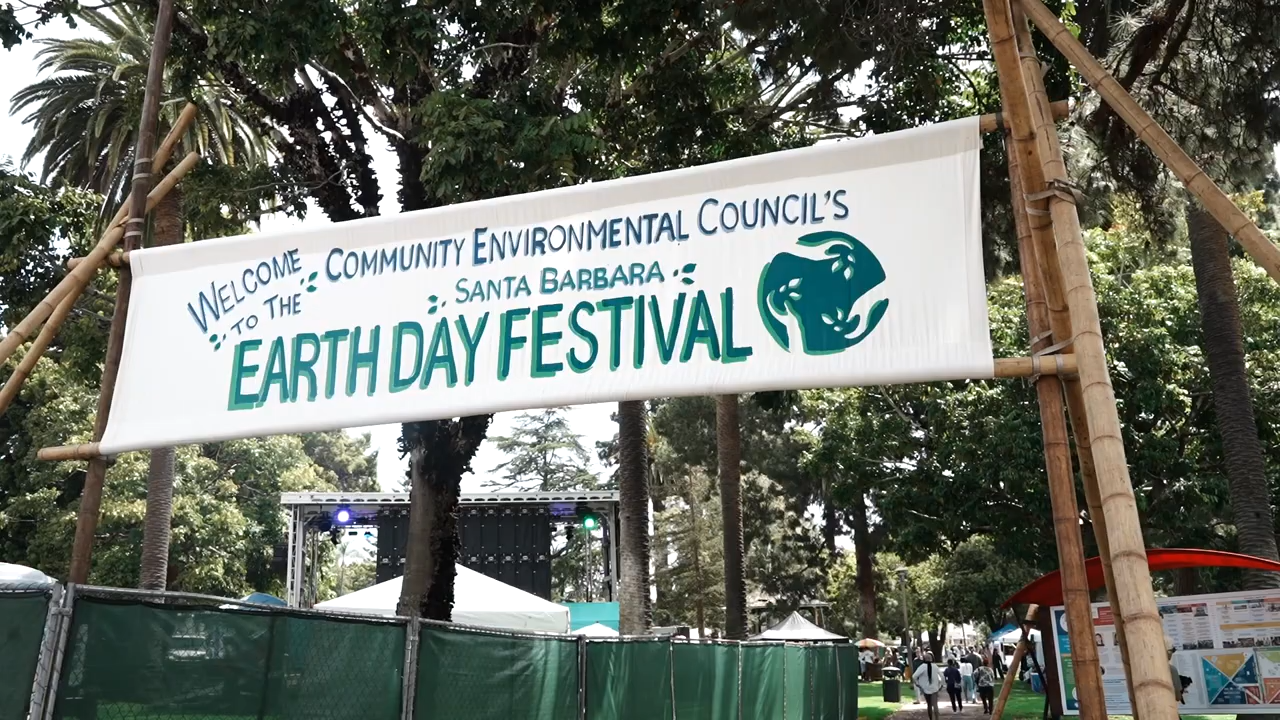 WELCOME
TO THE
COMMUNITY ENVIRONMENTAL COUNCIL'S
SANTA BARBARA
EARTH DAY FESTIVAL